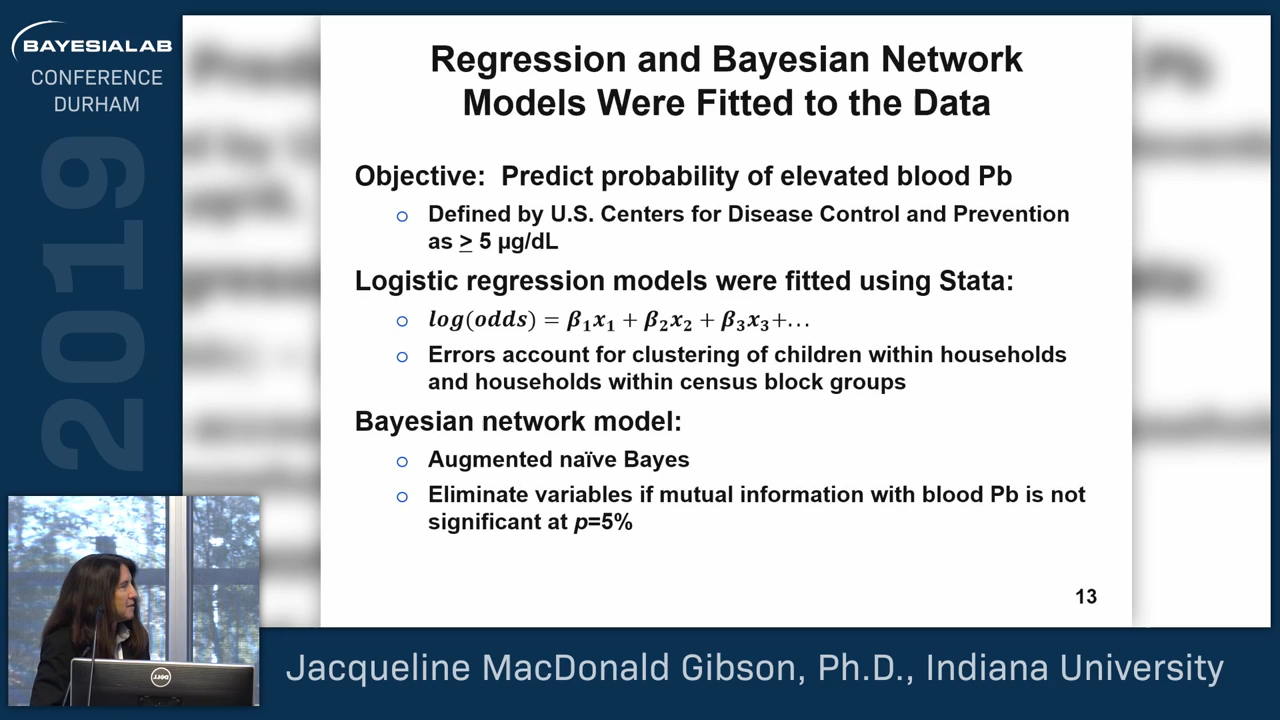 BAYESIALAB
CONFERENCE
DURHAM
2019
Regression and Bayesian Network
Models Were Fitted to the Data
Objective: Predict probability of elevated blood Pb
Defined by U.S. Centers for Disease Control and Prevention
as ≥ 5 µg/dL
Logistic regression models were fitted using Stata:
log(odds) = β₁x₁ + β₂x₂ + β₃x₃+…
Errors account for clustering of children within households
and households within census block groups
Bayesian network model:
Augmented naïve Bayes
Eliminate variables if mutual information with blood Pb is not
significant at p=5%
13
DELL
Jacqueline MacDonald Gibson, Ph.D., Indiana University